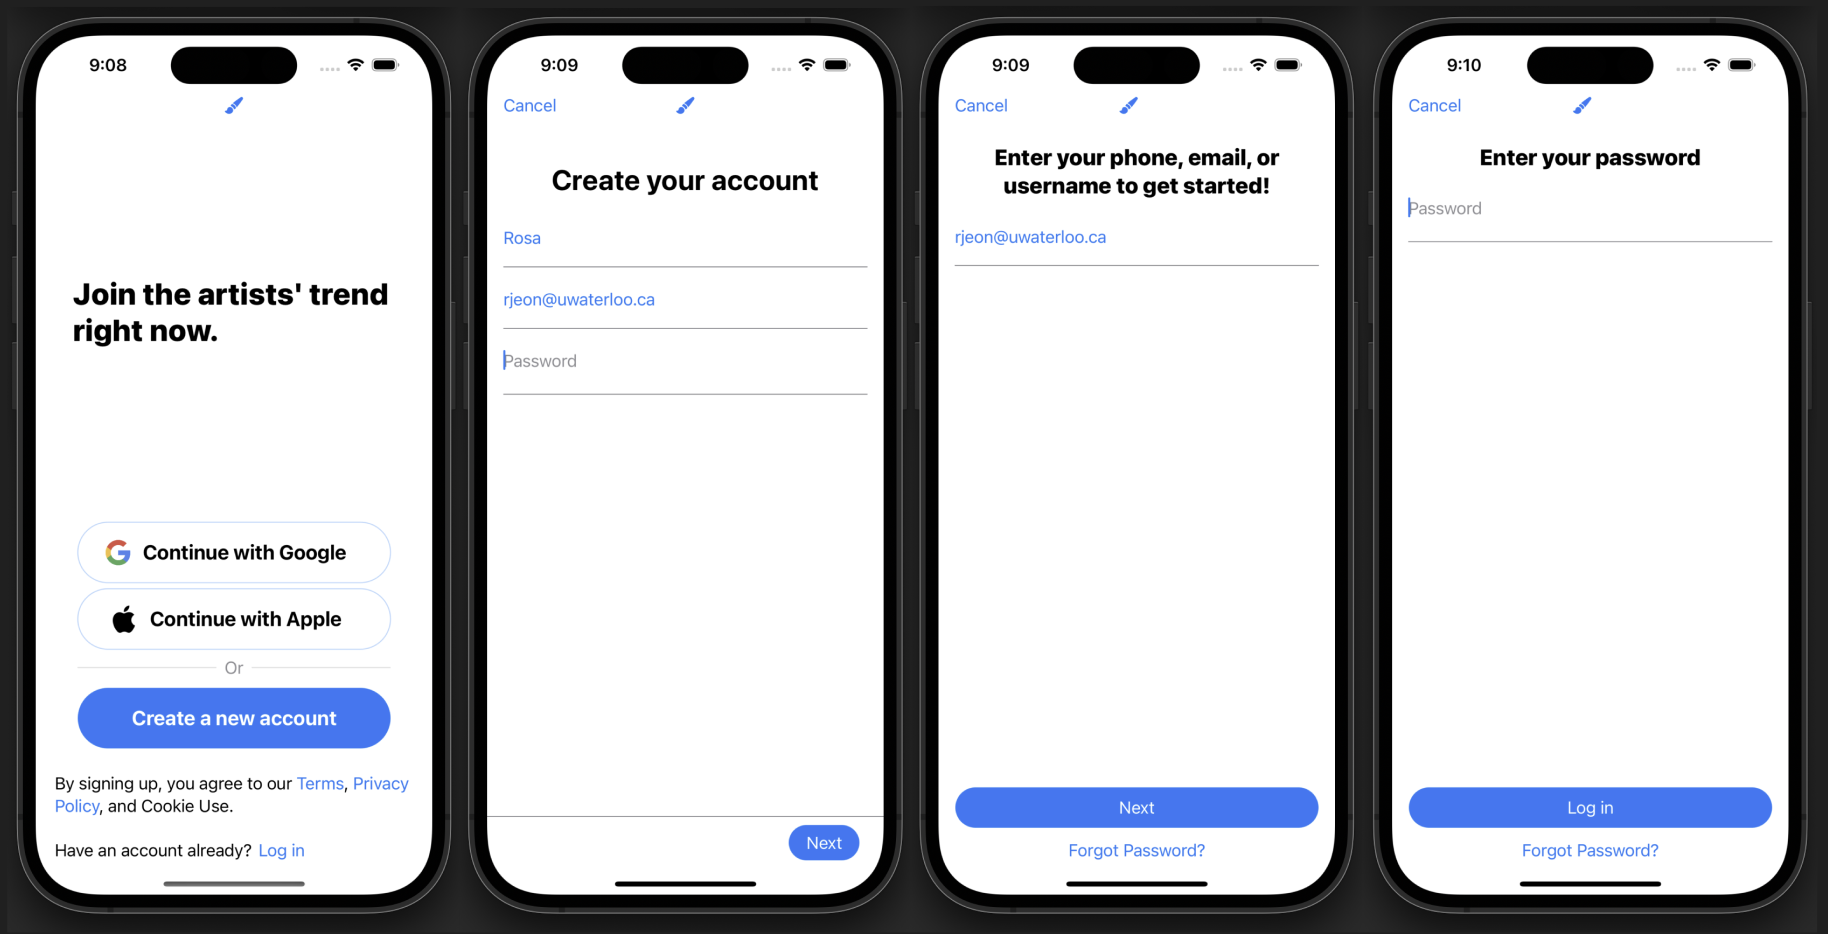 9:08
Join the artists' trend
right now.
Continue with Google
Continue with Apple
Or
Create a new account
By signing up, you agree to our Terms, Privacy
Policy, and Cookie Use.
Have an account already? Log in
9:09
Cancel
Create your account
Rosa
rjeon@uwaterloo.ca
Password
Next
9:09
Cancel
Enter your phone, email, or
username to get started!
rjeon@uwaterloo.ca
Next
Forgot Password?
9:10
Cancel
Enter your password
Password
Log in
Forgot Password?